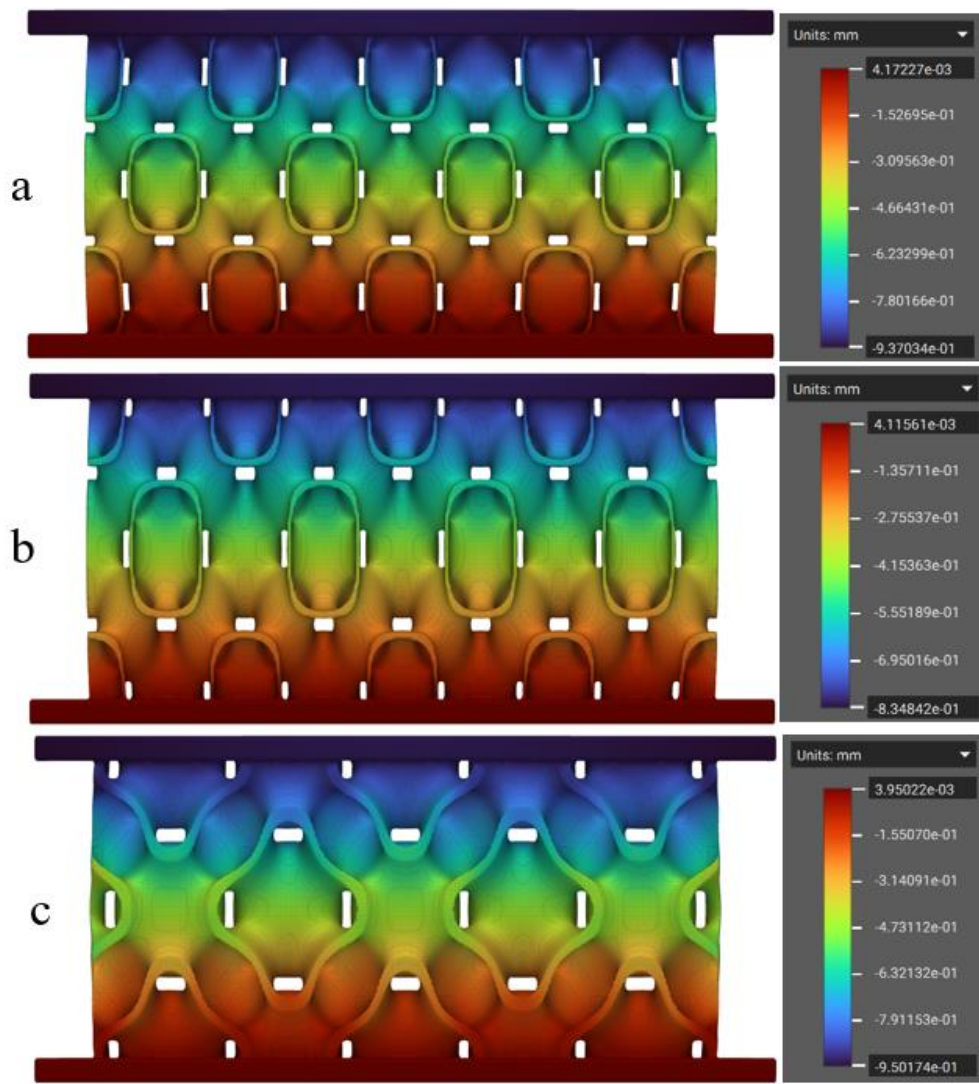 Units: mm
4.17227e-03
-1.52695e-01
-3.09563e-01
a
-4.66431e-01
-6.23299e-01
-7.80166e-01
-9.37034e-01
Units: mm
4.11561e-03
-1.35711e-01
-2.75537e-01
b
-4.15363e-01
-5.55189e-01
-6.95016e-01
-8.34842e-01
Units: mm
3.95022e-03
-1.55070e-01
-3.14091e-01
c
-4.73112e-01
-6.32132e-01
-7.91153e-01
-9.50174e-01